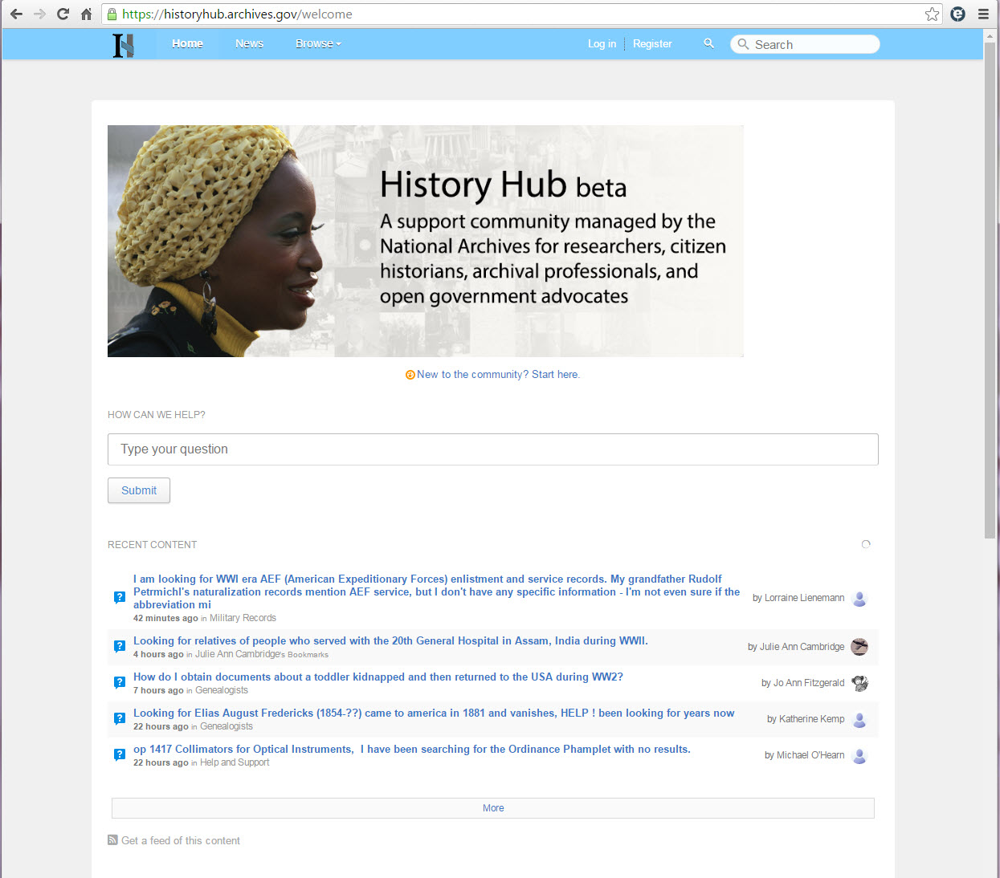 https://historyhub.archives.gov/welcome
Home News Browse Log in Register Search
History Hub beta
A support community managed by the
National Archives for researchers, citizen
historians, archival professionals, and
open government advocates
New to the community? Start here.
HOW CAN WE HELP?
Type your question
Submit
RECENT CONTENT
I am looking for WWI era AEF (American Expeditionary Forces) enlistment and service records. My grandfather Rudolf
Petrmichl's naturalization records mention AEF service, but I don't have any specific information - I'm not even sure if the
abbreviation mi
by Lorraine Lienemann
42 minutes ago in Military Records
Looking for relatives of people who served with the 20th General Hospital in Assam, India during WWII.
by Julie Ann Cambridge
4 hours ago in Julie Ann Cambridge's Bookmarks
How do I obtain documents about a toddler kidnapped and then returned to the USA during WW2?
by Jo Ann Fitzgerald
7 hours ago in Genealogists
Looking for Elias August Fredericks (1854-??) came to america in 1881 and vanishes, HELP ! been looking for years now
by Katherine Kemp
22 hours ago in Genealogists
op 1417 Collimators for Optical Instruments,  I have been searching for the Ordinance Phamplet with no results.
by Michael O'Hearn
22 hours ago in Help and Support
More
Get a feed of this content